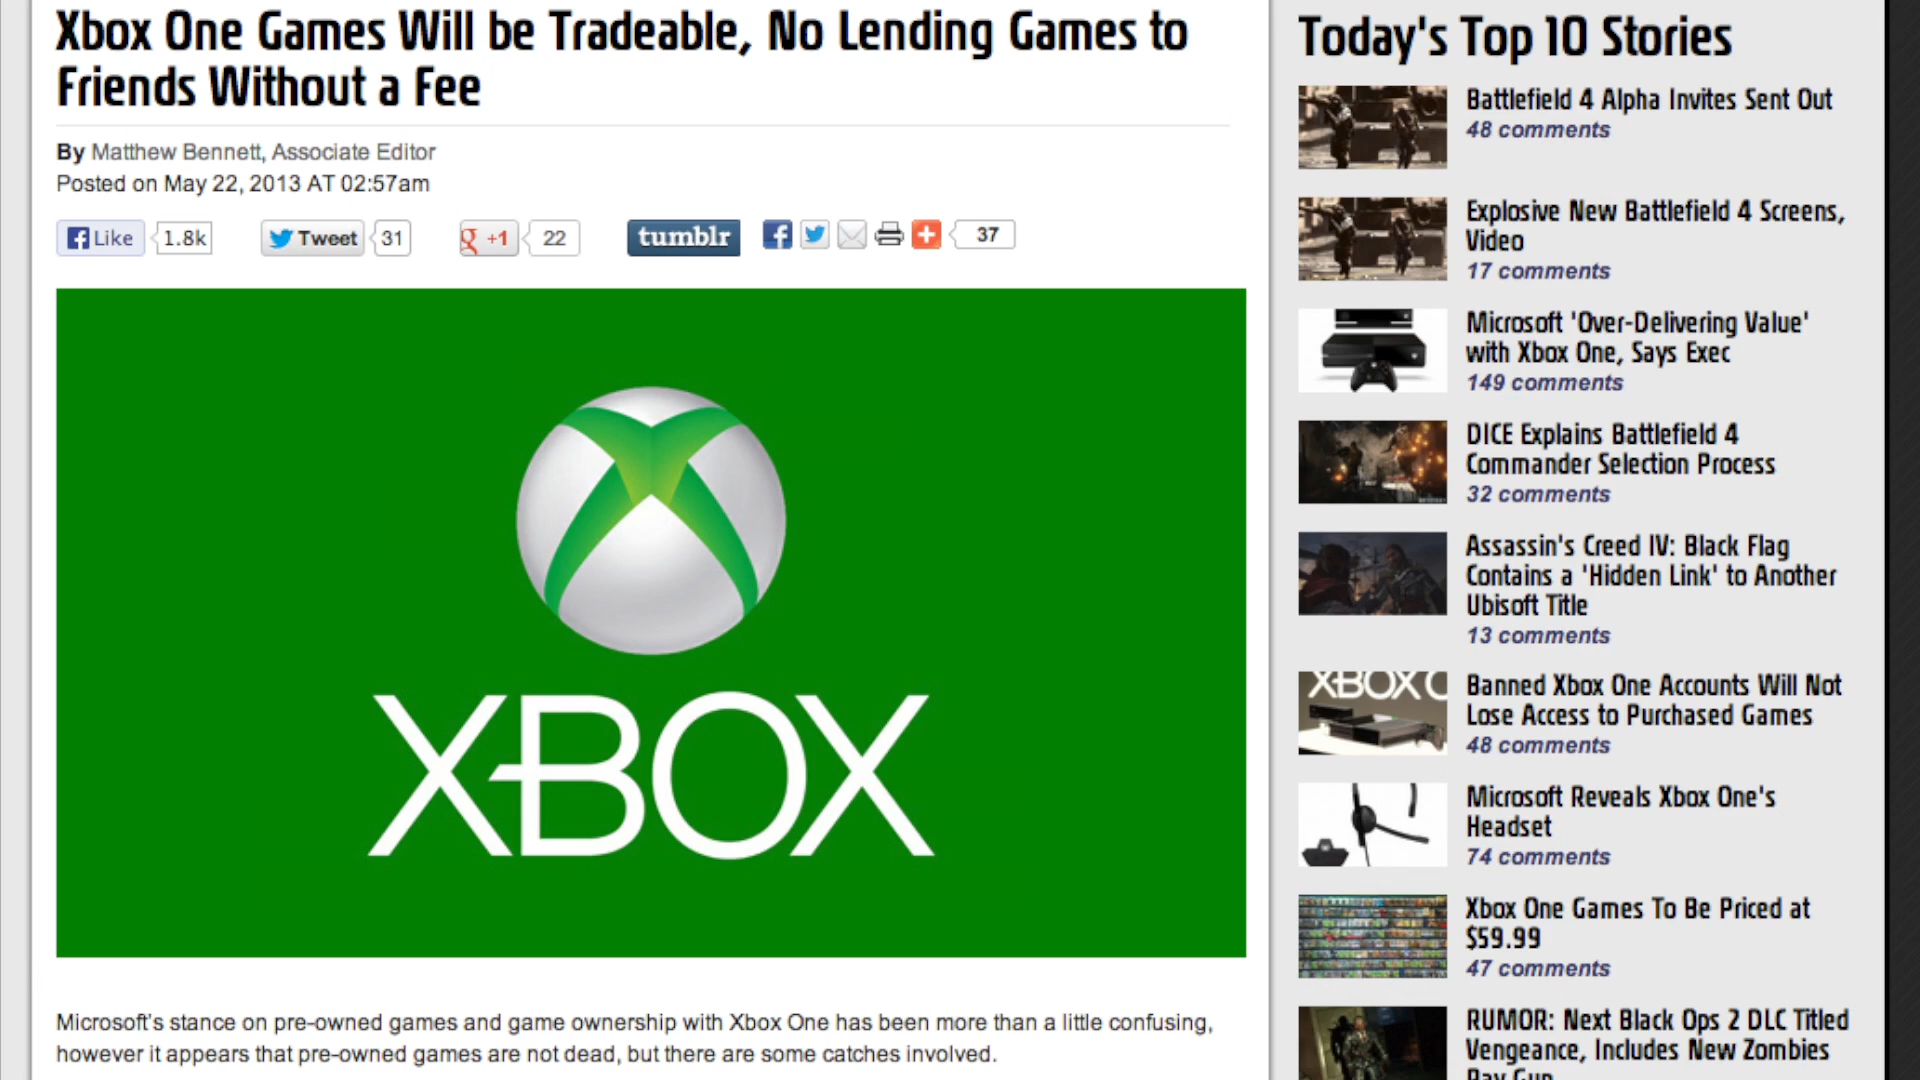 Xbox One Games Will be Tradeable, No Lending Games to
Friends Without a Fee
By Matthew Bennett, Associate Editor
Posted on May 22, 2013 AT 02:57am
Like 1.8k Tweet 31 +1 22 tumblr 37
XBOX
Microsoft's stance on pre-owned games and game ownership with Xbox One has been more than a little confusing,
however it appears that pre-owned games are not dead, but there are some catches involved.
Today's Top 10 Stories
Battlefield 4 Alpha Invites Sent Out
48 comments
Explosive New Battlefield 4 Screens,
Video
17 comments
Microsoft 'Over-Delivering Value'
with Xbox One, Says Exec
149 comments
DICE Explains Battlefield 4
Commander Selection Process
32 comments
Assassin's Creed IV: Black Flag
Contains a 'Hidden Link' to Another
Ubisoft Title
13 comments
XBOX O
Banned Xbox One Accounts Will Not
Lose Access to Purchased Games
48 comments
Microsoft Reveals Xbox One's
Headset
74 comments
Xbox One Games To Be Priced at
$59.99
47 comments
RUMOR: Next Black Ops 2 DLC Titled
Vengeance, Includes New Zombies
Ray Gun